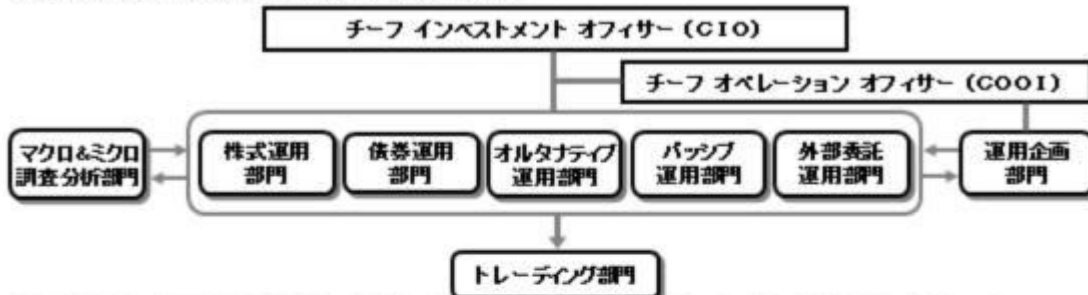 チーフ インベストメント オフィサー (CIO)
チーフ オペレーション オフィサー (COOI)
マクロ&ミクロ
調査分析部門
株式運用
部門
債券運用
部門
オルタナティブ
運用部門
パッシブ
運用部門
外部委託
運用部門
運用企画
部門
トレーディング部門